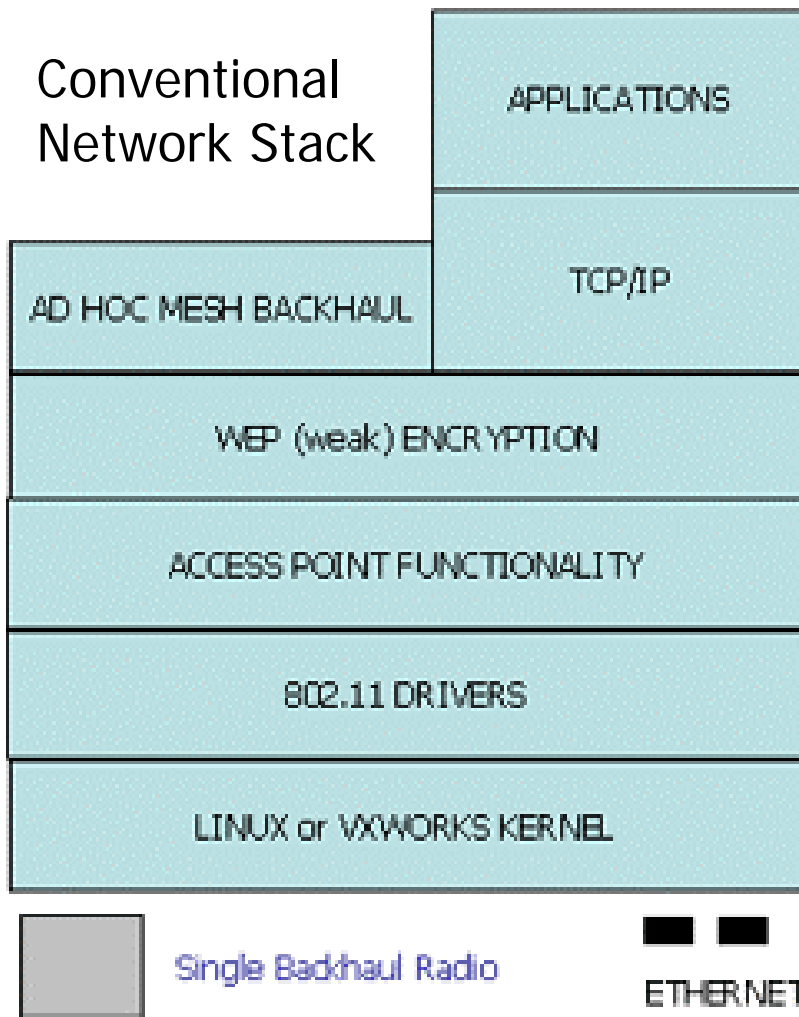 Conventional
Network Stack
APPLICATIONS
TCP/IP
AD HOC MESH BACKHAUL
WEP (weak) ENCRYPTION
ACCESS POINT FUNCTIONALITY
802.11 DRIVERS
LINUX or VXWORKS KERNEL
Single Backhaul Radio
ETHERNET